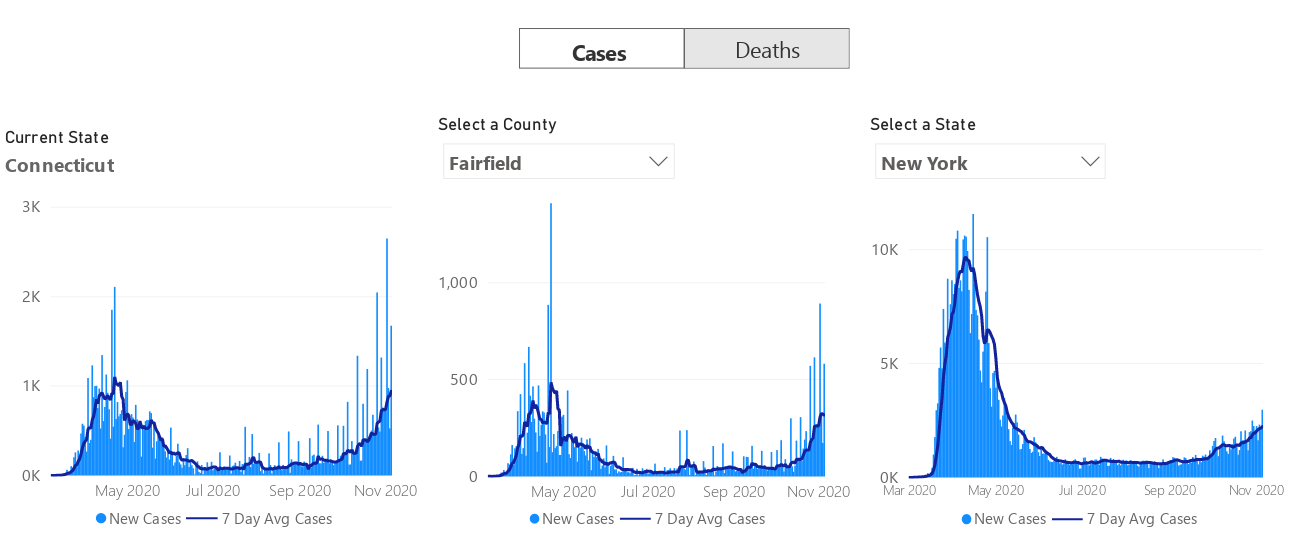 Cases
Deaths
Current State
Connecticut
3K
2K
1K
0K
May 2020
Jul 2020
Sep 2020
Nov 2020
New Cases
7 Day Avg Cases
Select a County
Fairfield
1,000
500
0
May 2020
Jul 2020
Sep 2020
Nov 2020
New Cases
7 Day Avg Cases
Select a State
New York
10K
5K
0K
Mar 2020
May 2020
Jul 2020
Sep 2020
Nov 2020
New Cases
7 Day Avg Cases